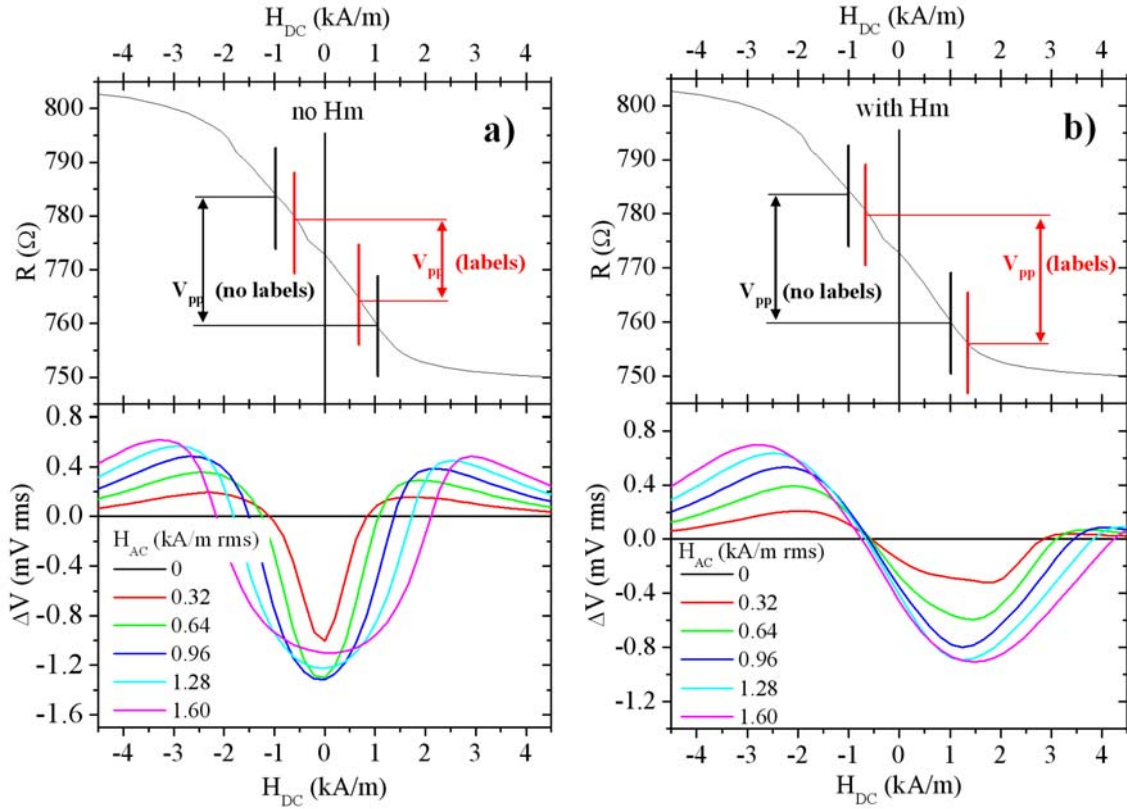 H_DC (kA/m)
-4 -3 -2 -1 0 1 2 3 4
800
790
780
770
760
750
R (Ω)
no Hm
a)
V_pp (no labels)
V_pp (labels)
0.8
0.4
0.0
-0.4
-0.8
-1.2
-1.6
ΔV (mV rms)
H_AC (kA/m rms)
0
0.32
0.64
0.96
1.28
1.60
-4 -3 -2 -1 0 1 2 3 4
H_DC (kA/m)
H_DC (kA/m)
-4 -3 -2 -1 0 1 2 3 4
800
790
780
770
760
750
R (Ω)
with Hm
b)
V_pp (no labels)
V_pp (labels)
0.8
0.4
0.0
-0.4
-0.8
-1.2
ΔV (mV rms)
H_AC (kA/m rms)
0
0.32
0.64
0.96
1.28
1.60
-4 -3 -2 -1 0 1 2 3 4
H_DC (kA/m)